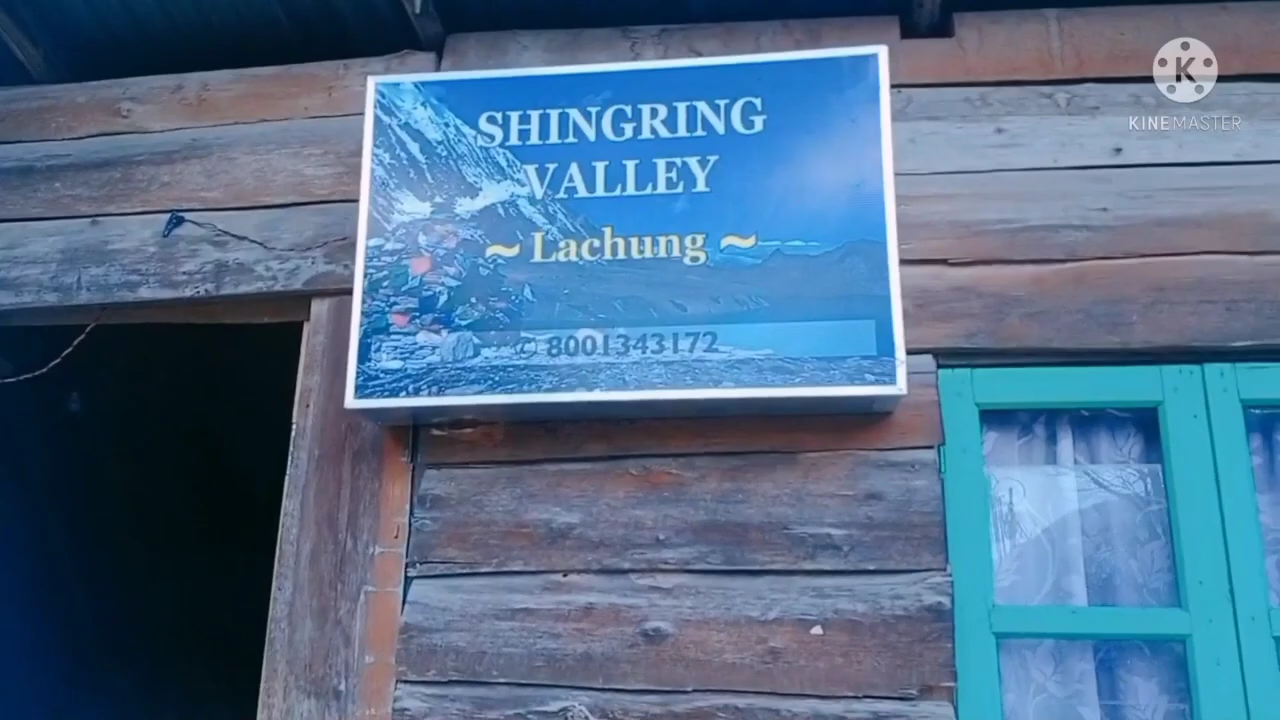 SHINGRING
VALLEY
~ Lachung ~
✆ 8001343172
K
KINEMASTER